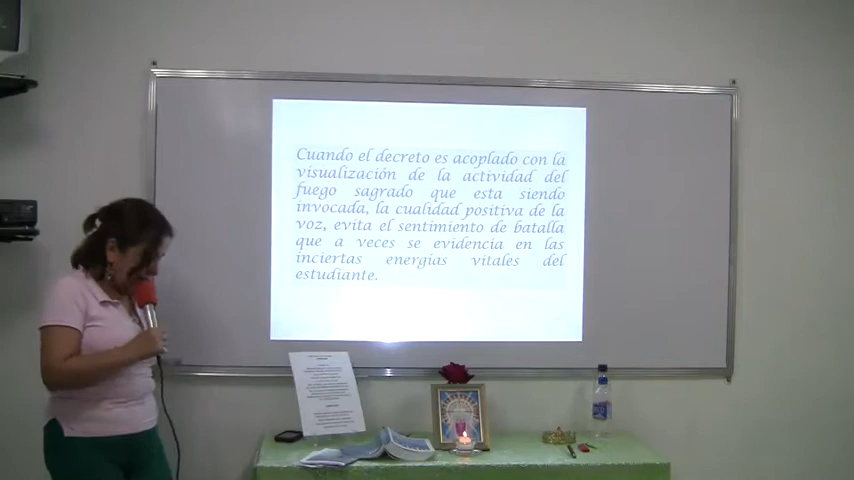 Cuando el decreto es acoplado con la
visualización de la actividad del
fuego sagrado que esta siendo
invocada, la cualidad positiva de la
voz, evita el sentimiento de batalla
que a veces se evidencia en las
inciertas energías vitales del
estudiante.